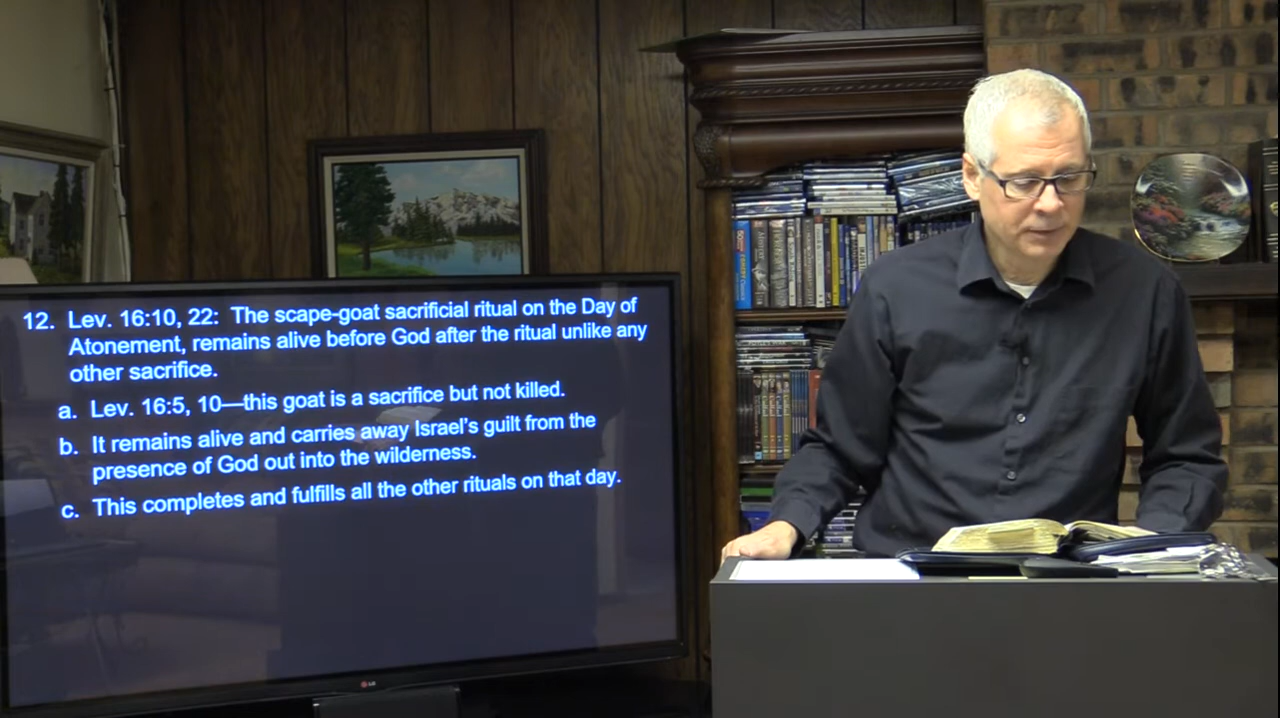 12. Lev. 16:10, 22: The scape-goat sacrificial ritual on the Day of
Atonement, remains alive before God after the ritual unlike any
other sacrifice.
a. Lev. 16:5, 10—this goat is a sacrifice but not killed.
b. It remains alive and carries away Israel's guilt from the
presence of God out into the wilderness.
c. This completes and fulfills all the other rituals on that day.
LG